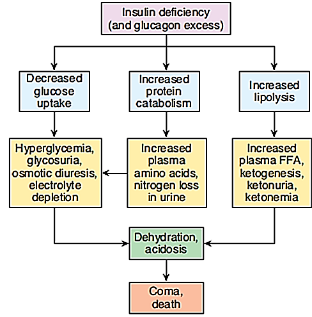 Insulin deficiency
(and glucagon excess)
Decreased
glucose
uptake
Increased
protein
catabolism
Increased
lipolysis
Hyperglycemia,
glycosuria,
osmotic diuresis,
electrolyte
depletion
Increased
plasma
amino acids,
nitrogen loss
in urine
Increased
plasma FFA,
ketogenesis,
ketonuria,
ketonemia
Dehydration,
acidosis
Coma,
death